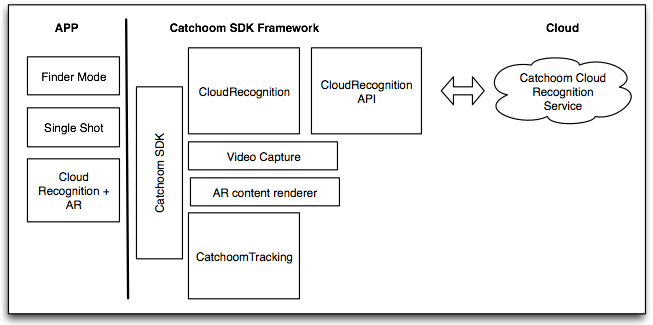 APP
Catchoom SDK Framework
Cloud
Finder Mode
Single Shot
Cloud
Recognition +
AR
Catchoom SDK
CloudRecognition
CloudRecognition
API
Video Capture
AR content renderer
CatchoomTracking
Catchoom Cloud
Recognition
Service